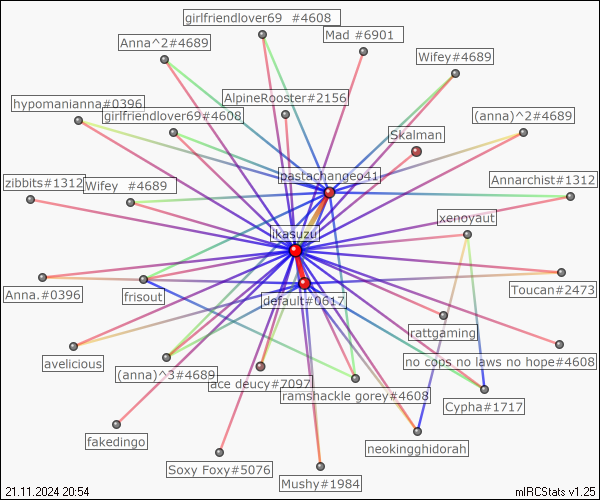 girlfriendlover69 #4608
Mad #6901
Anna^2#4689
Wifey#4689
hypomanianna#0396
AlpineRooster#2156
girlfriendlover69#4608
(anna)^2#4689
Skalman
pastachangeo41
zibbits#1312
Wifey #4689
Annarchist#1312
xenoyaut
ikasuzu
Anna.#0396
frisout
default#0617
Toucan#2473
rattgaming
avelicious
(anna)^3#4689
ace deucy#7097
no cops no laws no hope#4608
ramshackle gorey#4608
Cypha#1717
fakedingo
neokingghidorah
Soxy Foxy#5076
Mushy#1984
21.11.2024 20:54
mIRCStats v1.25